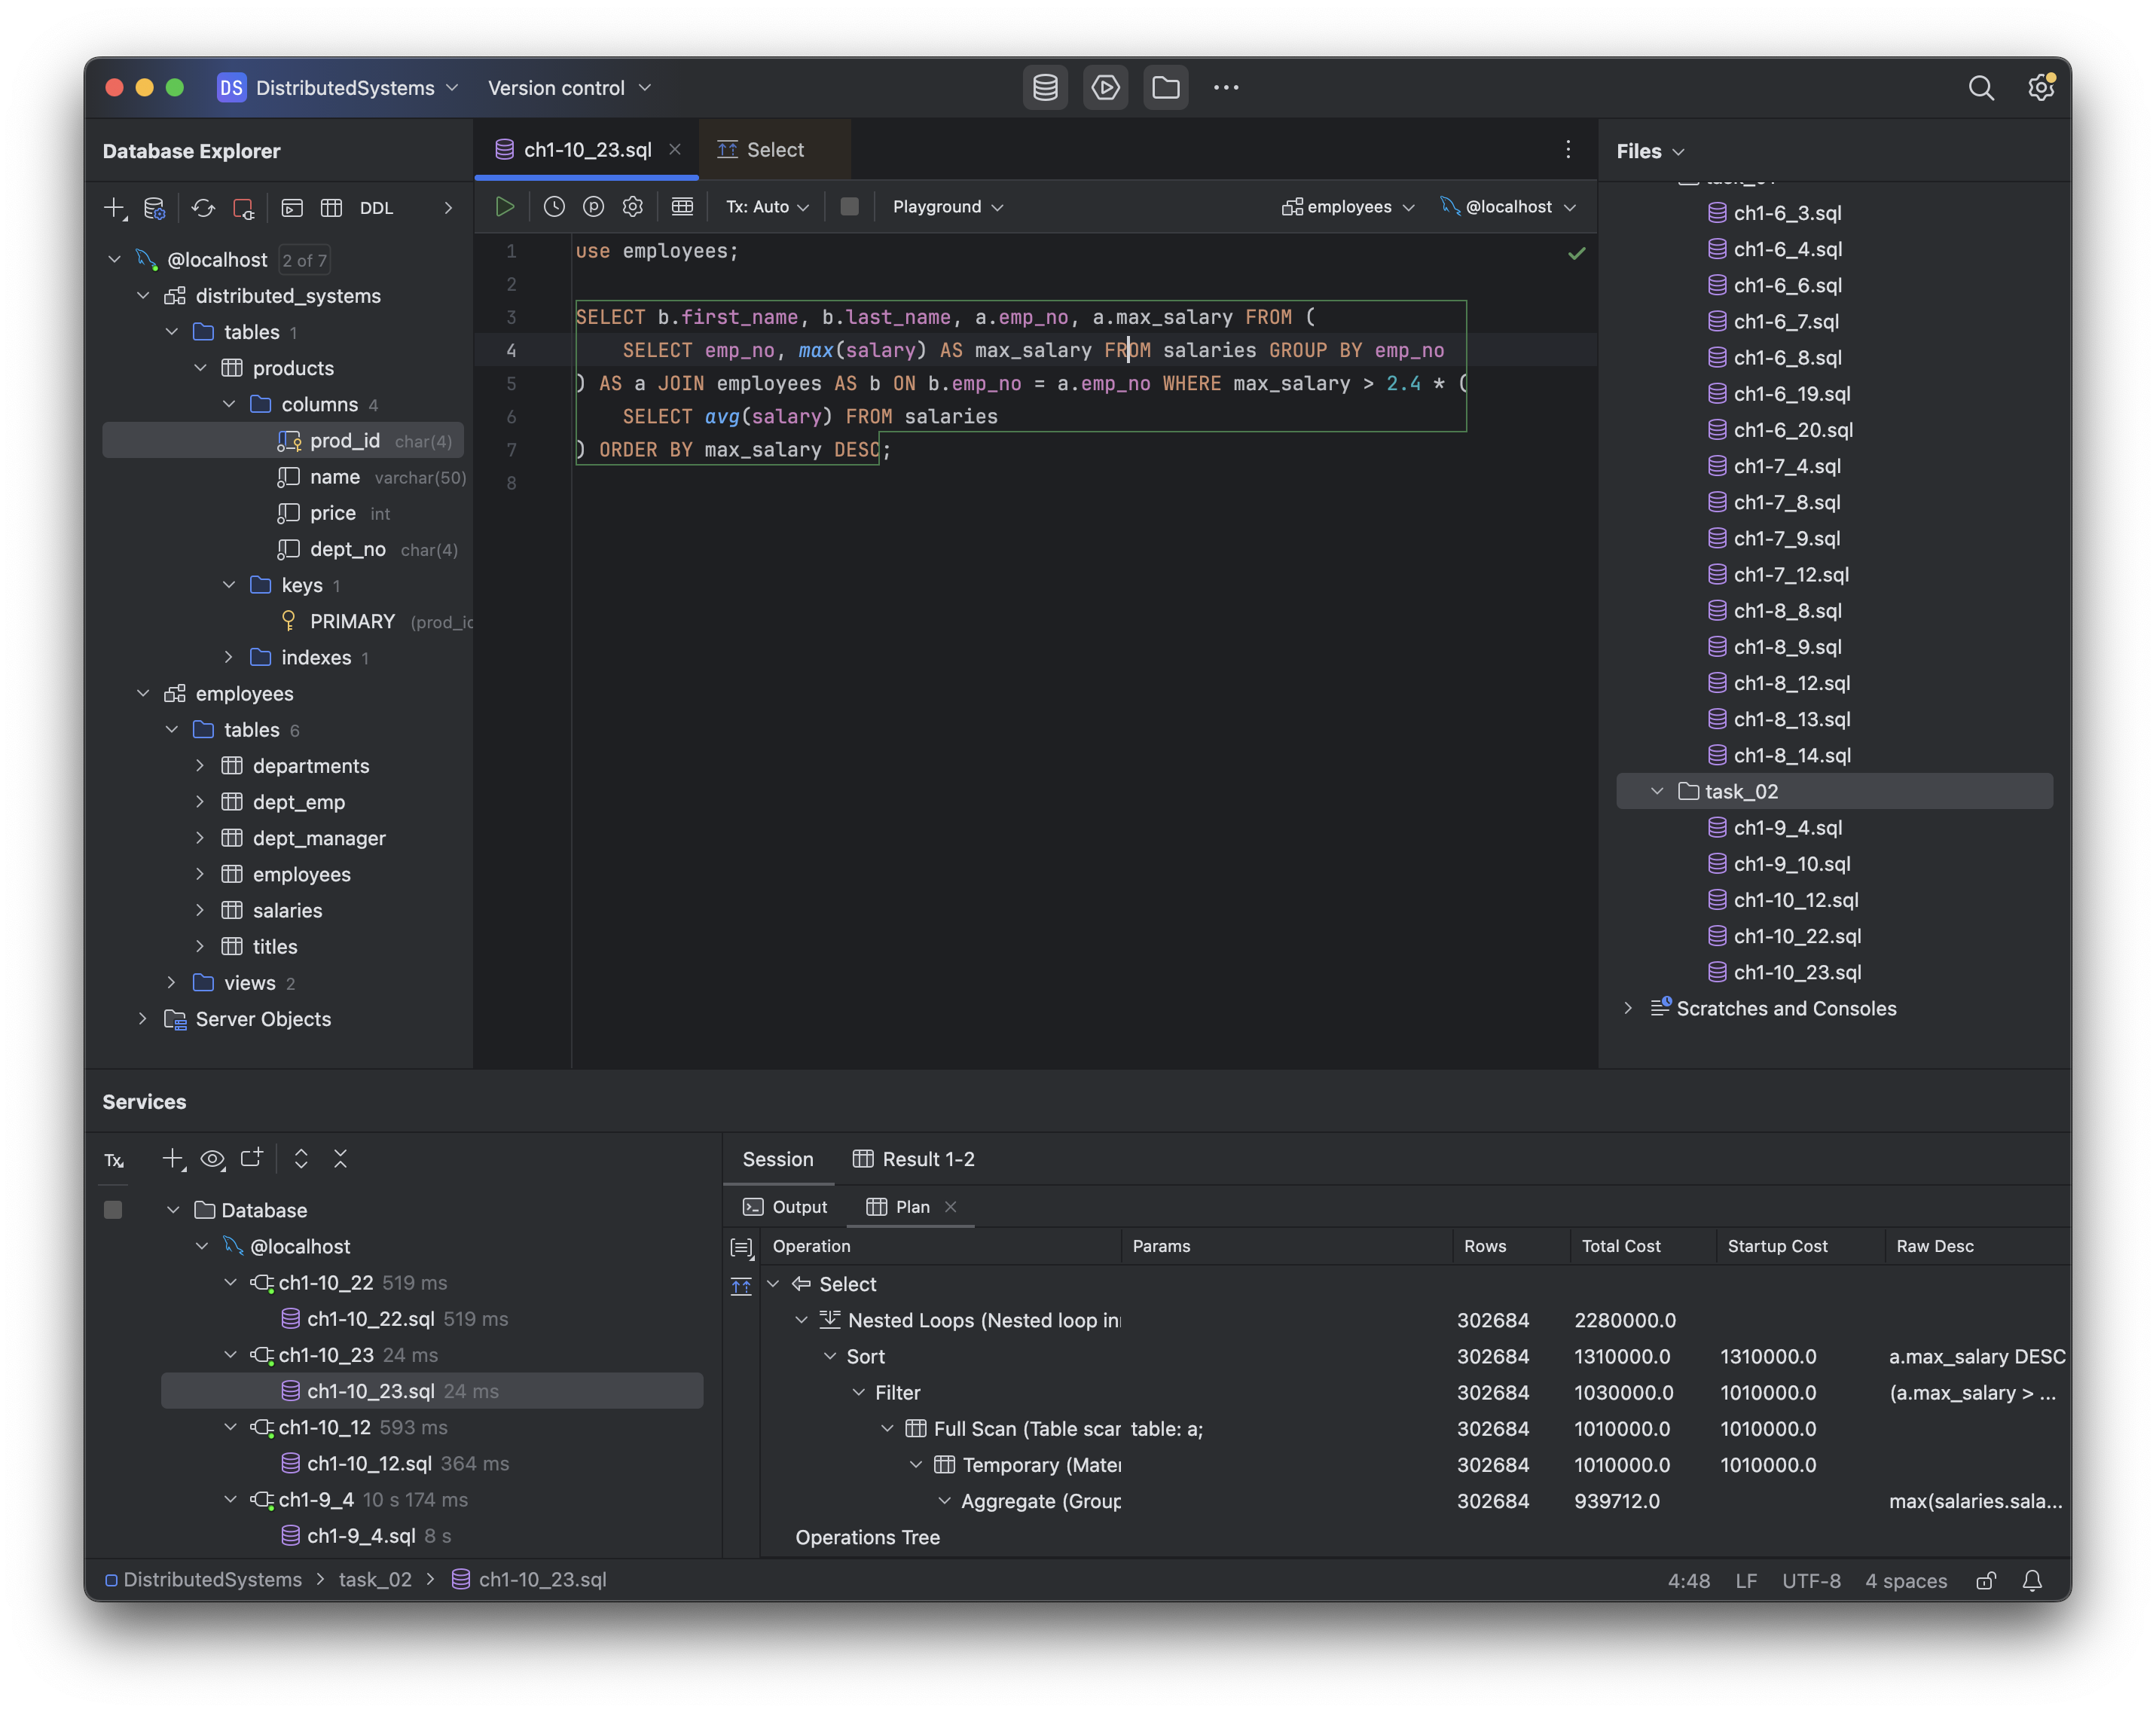 DS DistributedSystems Version control
Database Explorer
DDL
@localhost 2 of 7
distributed_systems
tables 1
products
columns 4
prod_id char(4)
name varchar(50)
price int
dept_no char(4)
keys 1
PRIMARY (prod_id
indexes 1
employees
tables 6
departments
dept_emp
dept_manager
employees
salaries
titles
views 2
Server Objects
ch1-10_23.sql Select
Tx: Auto Playground employees @localhost
1 use employees;
2
3 SELECT b.first_name, b.last_name, a.emp_no, a.max_salary FROM (
4 SELECT emp_no, max(salary) AS max_salary FROM salaries GROUP BY emp_no
5 ) AS a JOIN employees AS b ON b.emp_no = a.emp_no WHERE max_salary > 2.4 * (
6 SELECT avg(salary) FROM salaries
7 ) ORDER BY max_salary DESC;
8
Files
ch1-6_3.sql
ch1-6_4.sql
ch1-6_6.sql
ch1-6_7.sql
ch1-6_8.sql
ch1-6_19.sql
ch1-6_20.sql
ch1-7_4.sql
ch1-7_8.sql
ch1-7_9.sql
ch1-7_12.sql
ch1-8_8.sql
ch1-8_9.sql
ch1-8_12.sql
ch1-8_13.sql
ch1-8_14.sql
task_02
ch1-9_4.sql
ch1-9_10.sql
ch1-10_12.sql
ch1-10_22.sql
ch1-10_23.sql
Scratches and Consoles
Services
Tx
Database
@localhost
ch1-10_22 519 ms
ch1-10_22.sql 519 ms
ch1-10_23 24 ms
ch1-10_23.sql 24 ms
ch1-10_12 593 ms
ch1-10_12.sql 364 ms
ch1-9_4 10 s 174 ms
ch1-9_4.sql 8 s
Session Result 1-2
Output Plan
Operation Params Rows Total Cost Startup Cost Raw Desc
Select
Nested Loops (Nested loop in 302684 2280000.0
Sort 302684 1310000.0 1310000.0 a.max_salary DESC
Filter 302684 1030000.0 1010000.0 (a.max_salary > ...
Full Scan (Table scar table: a; 302684 1010000.0 1010000.0
Temporary (Mater 302684 1010000.0 1010000.0
Aggregate (Group 302684 939712.0 max(salaries.sala...
Operations Tree
DistributedSystems > task_02 > ch1-10_23.sql
4:48 LF UTF-8 4 spaces